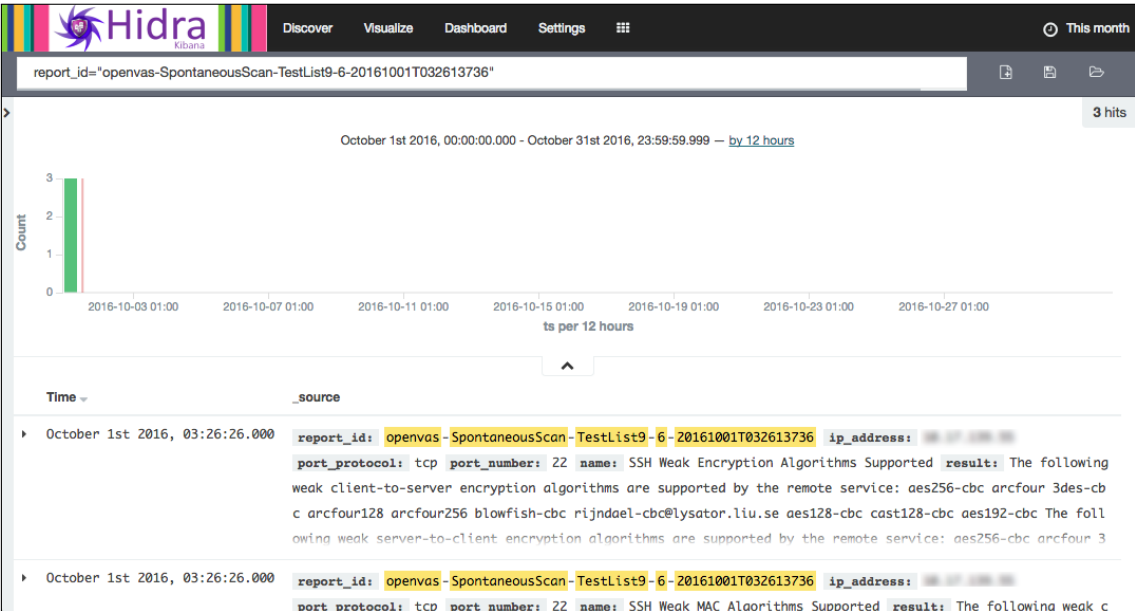 Hidra
Kibana
Discover Visualize Dashboard Settings This month
report_id="openvas-SpontaneousScan-TestList9-6-20161001T032613736"
3 hits
October 1st 2016, 00:00:00.000 - October 31st 2016, 23:59:59.999 — by 12 hours
3
2
1
0
Count
2016-10-03 01:00 2016-10-07 01:00 2016-10-11 01:00 2016-10-15 01:00 2016-10-19 01:00 2016-10-23 01:00 2016-10-27 01:00
ts per 12 hours
Time _source
October 1st 2016, 03:26:26.000 report_id: openvas-SpontaneousScan-TestList9-6-20161001T032613736 ip_address:
port_protocol: tcp port_number: 22 name: SSH Weak Encryption Algorithms Supported result: The following
weak client-to-server encryption algorithms are supported by the remote service: aes256-cbc arcfour 3des-cb
c arcfour128 arcfour256 blowfish-cbc rijndael-cbc@lysator.liu.se aes128-cbc cast128-cbc aes192-cbc The foll
owing weak server-to-client encryption algorithms are supported by the remote service: aes256-cbc arcfour 3
October 1st 2016, 03:26:26.000 report_id: openvas-SpontaneousScan-TestList9-6-20161001T032613736 ip_address:
port_protocol: tcp port_number: 22 name: SSH Weak MAC Algorithms Supported result: The following weak c